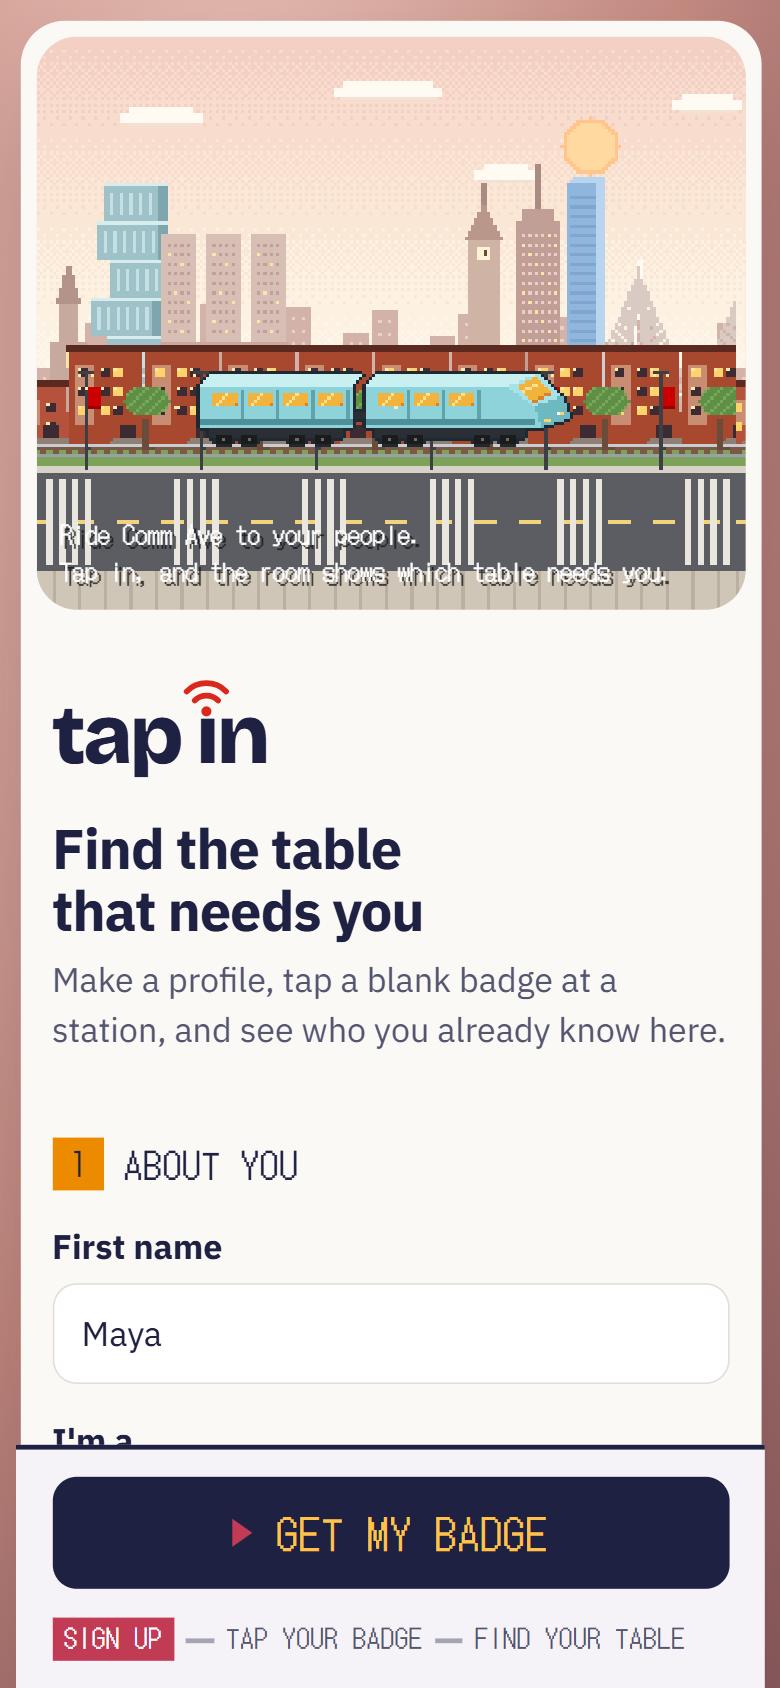 Ride Comm Ave to your people.
Tap in, and the room shows which table needs you.
tap in
Find the table
that needs you
Make a profile, tap a blank badge at a
station, and see who you already know here.
1 ABOUT YOU
First name
Maya
I'm a
GET MY BADGE
SIGN UP — TAP YOUR BADGE — FIND YOUR TABLE